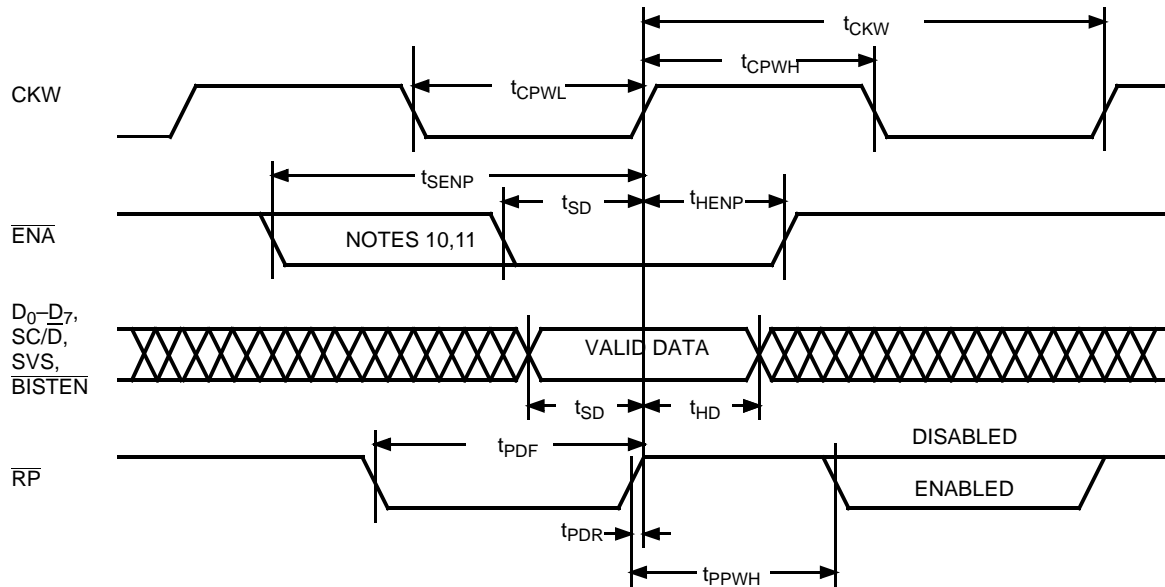 tCKW
tCPWH
CKW
tCPWL
tSENP
tSD
tHENP
ENA
NOTES 10,11
D0–D7,
SC/D,
SVS,
BISTEN
VALID DATA
tSD
tHD
tPDF
DISABLED
RP
ENABLED
tPDR
tPPWH